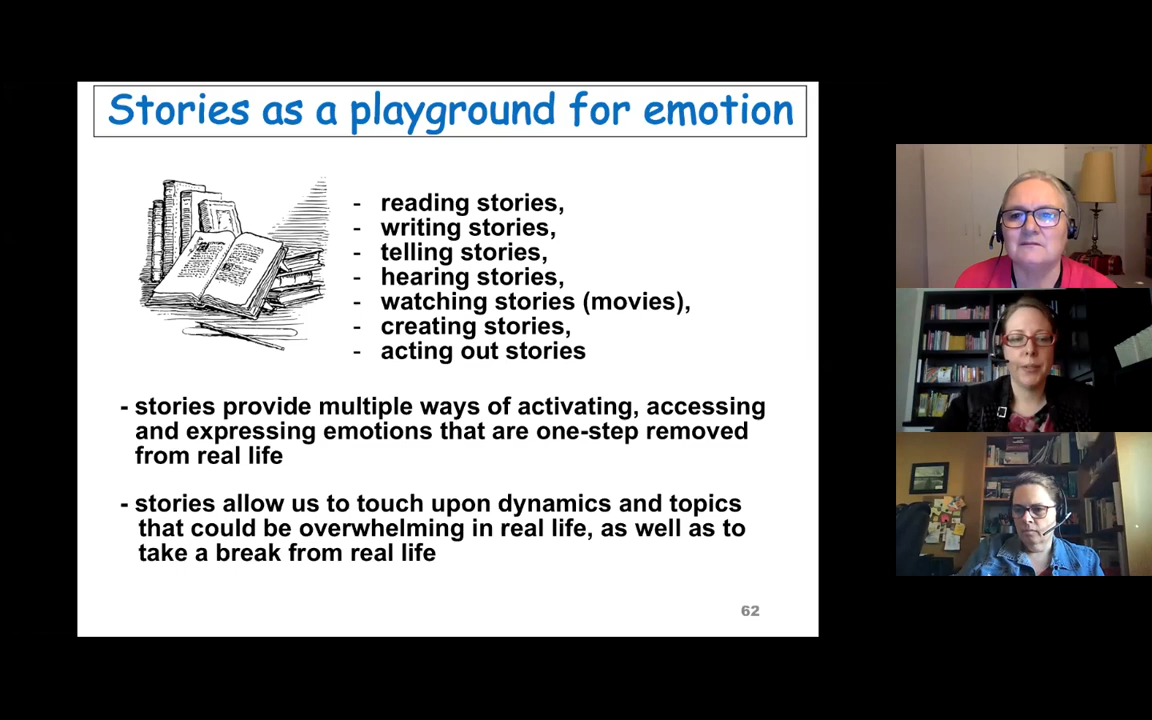 Stories as a playground for emotion
- reading stories,
- writing stories,
- telling stories,
- hearing stories,
- watching stories (movies),
- creating stories,
- acting out stories
- stories provide multiple ways of activating, accessing
and expressing emotions that are one-step removed
from real life
- stories allow us to touch upon dynamics and topics
that could be overwhelming in real life, as well as to
take a break from real life
62